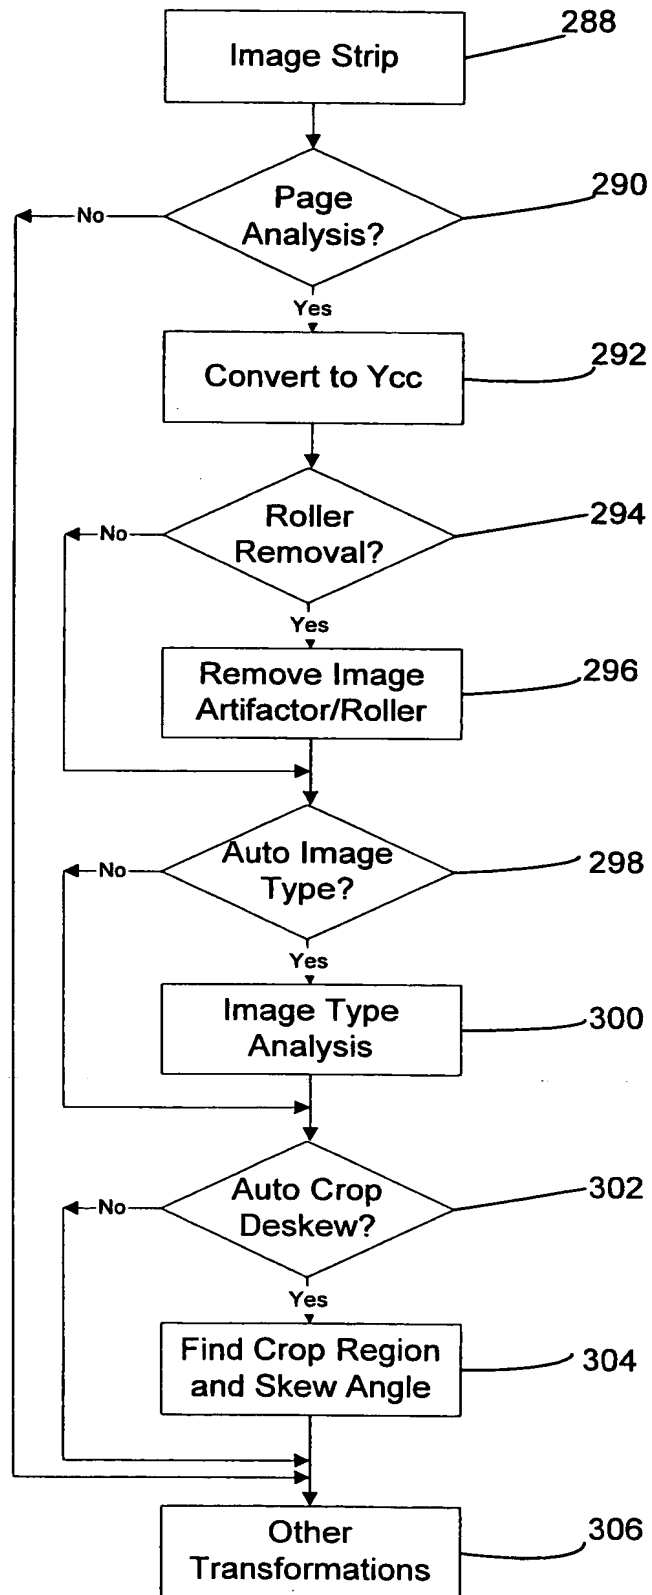 Image Strip
288
Page
Analysis?
290
No
Yes
Convert to Ycc
292
Roller
Removal?
294
No
Yes
Remove Image
Artifactor/Roller
296
Auto Image
Type?
298
No
Yes
Image Type
Analysis
300
Auto Crop
Deskew?
302
No
Yes
Find Crop Region
and Skew Angle
304
Other
Transformations
306